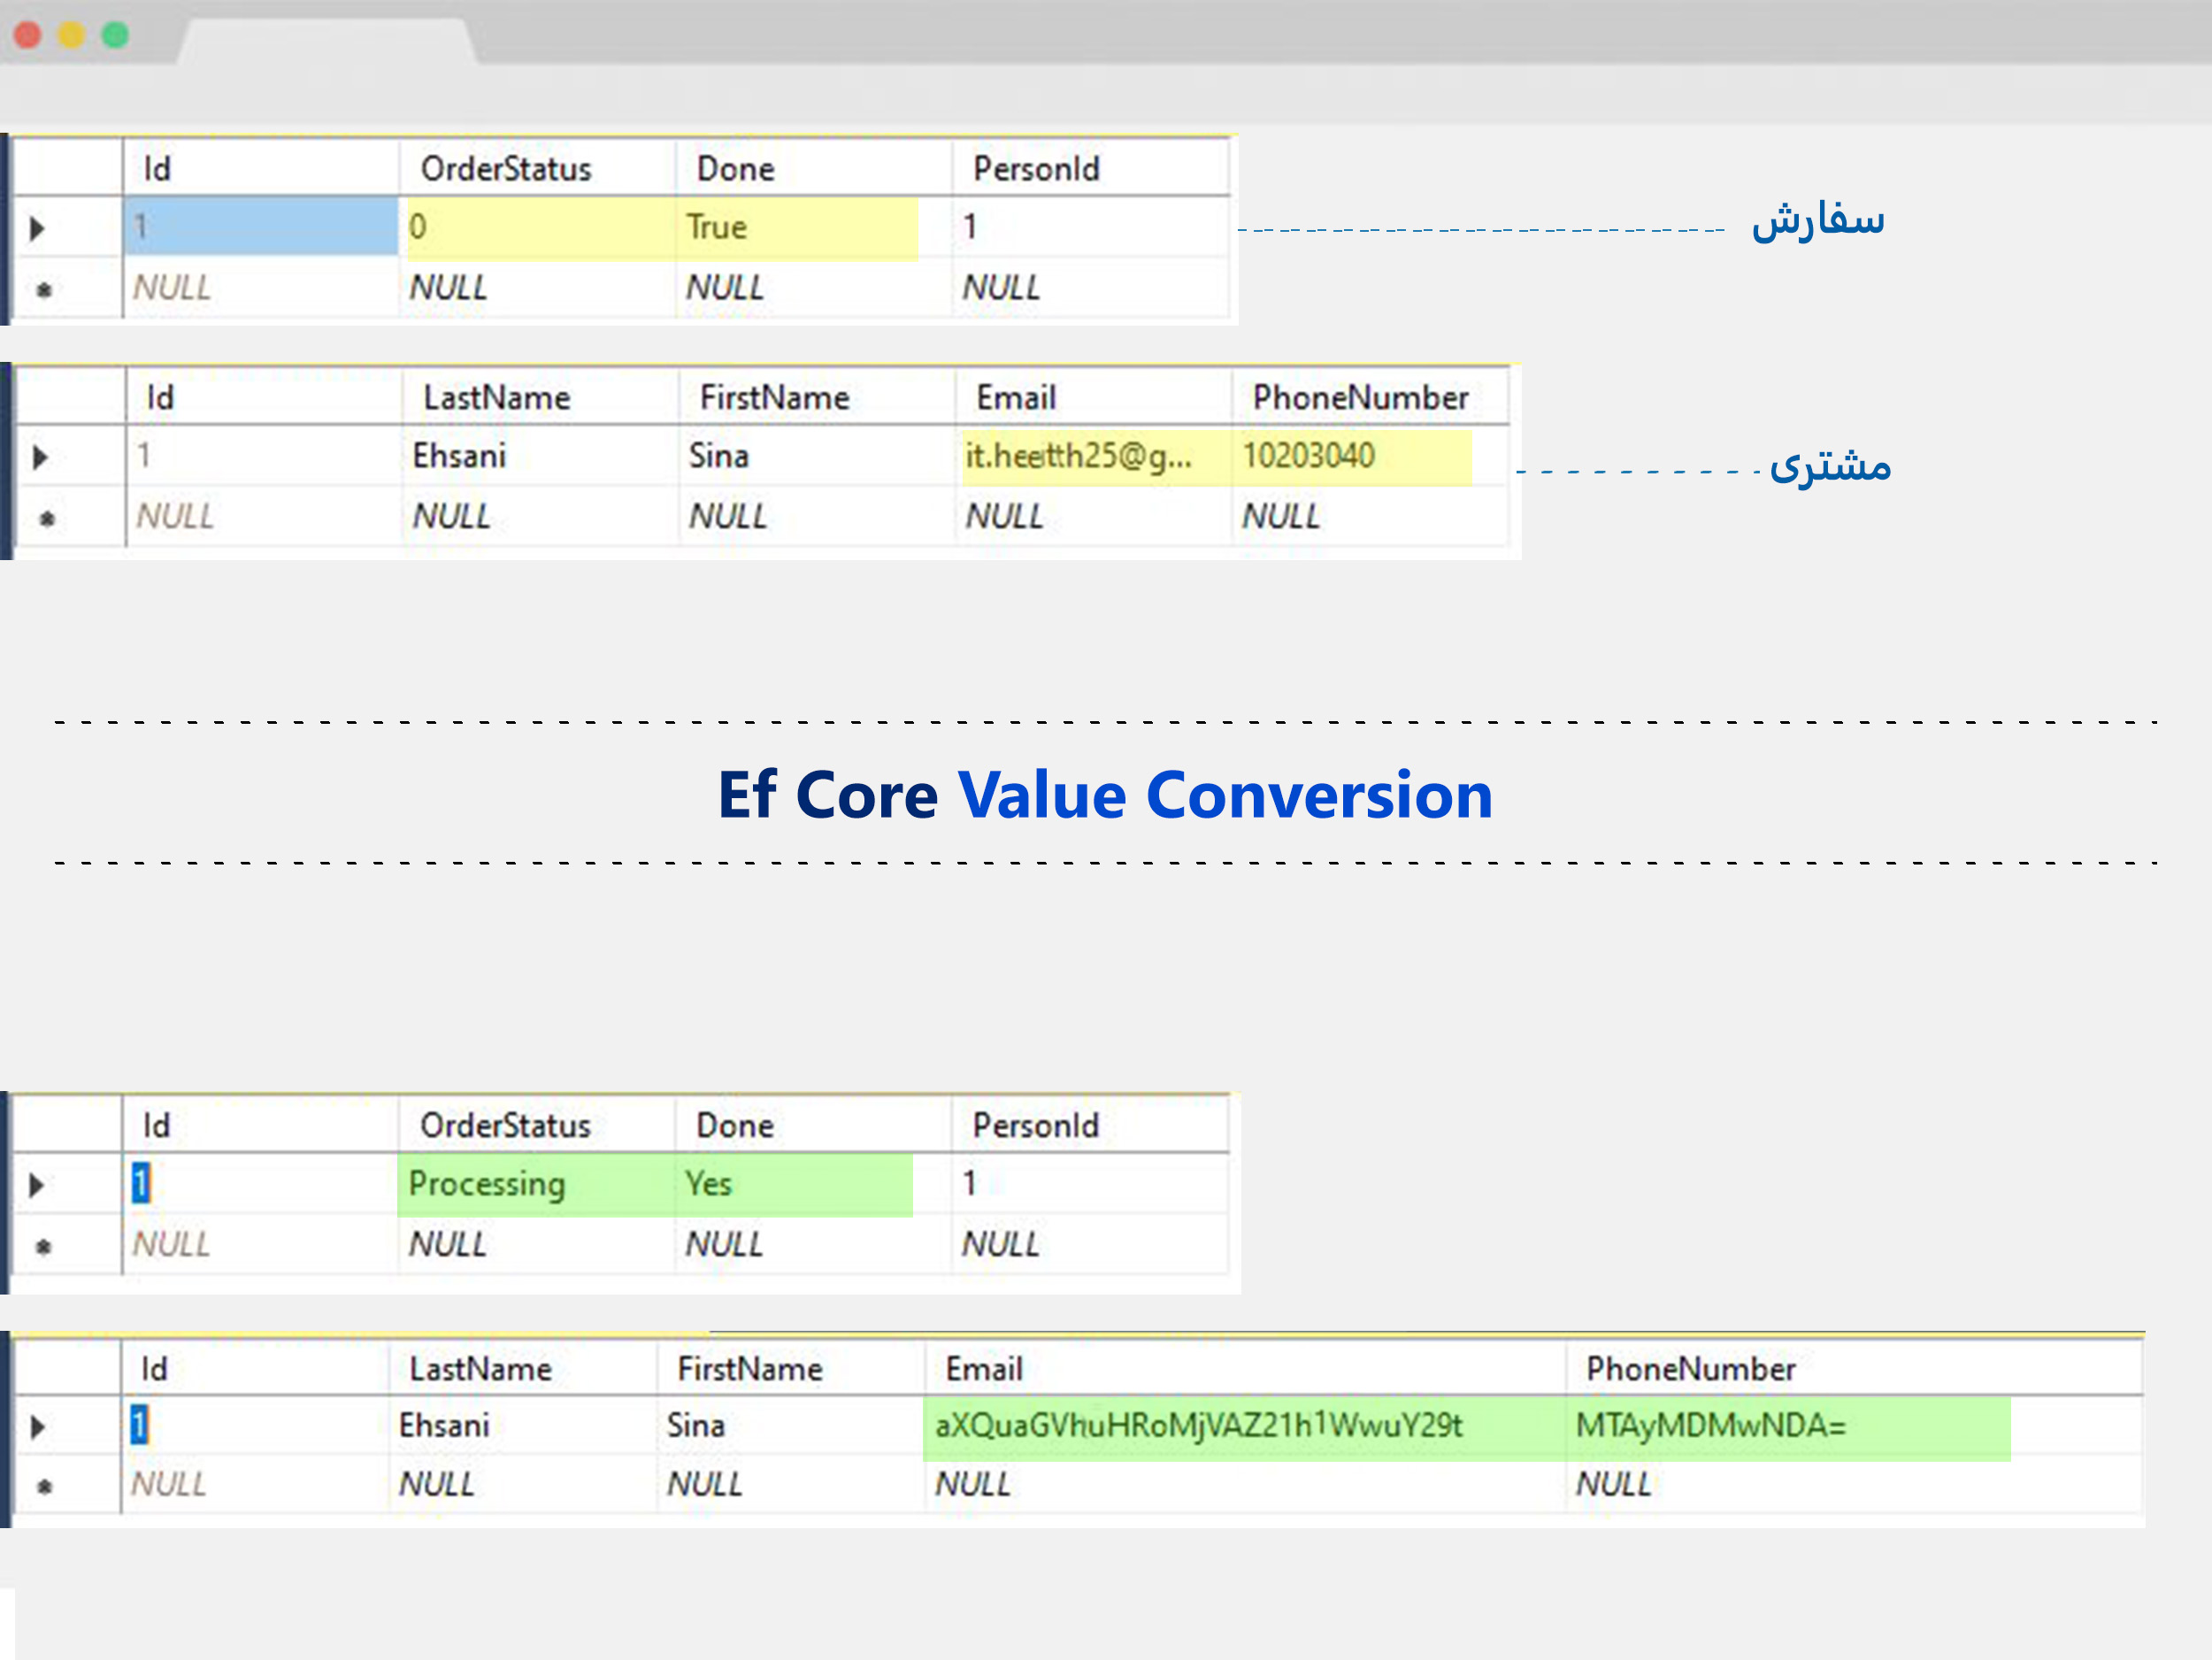 Id OrderStatus Done PersonId
1 0 True 1 سفارش
NULL NULL NULL NULL
Id LastName FirstName Email PhoneNumber
1 Ehsani Sina 10203040 مشتری
NULL NULL NULL NULL NULL
Ef Core Value Conversion
Id OrderStatus Done PersonId
1 Processing Yes 1
NULL NULL NULL NULL
Id LastName FirstName Email PhoneNumber
1 Ehsani Sina MTAyMDMwNDA=
NULL NULL NULL NULL NULL